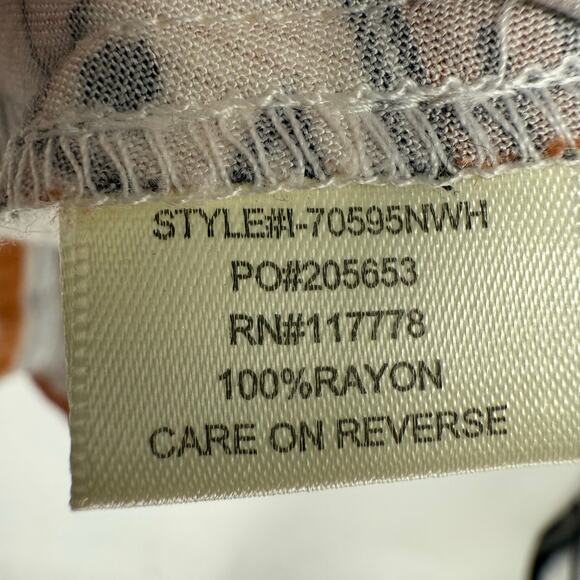 STYLE#I-70595NWH
PO#205653
RN#117778
100%RAYON
CARE ON REVERSE